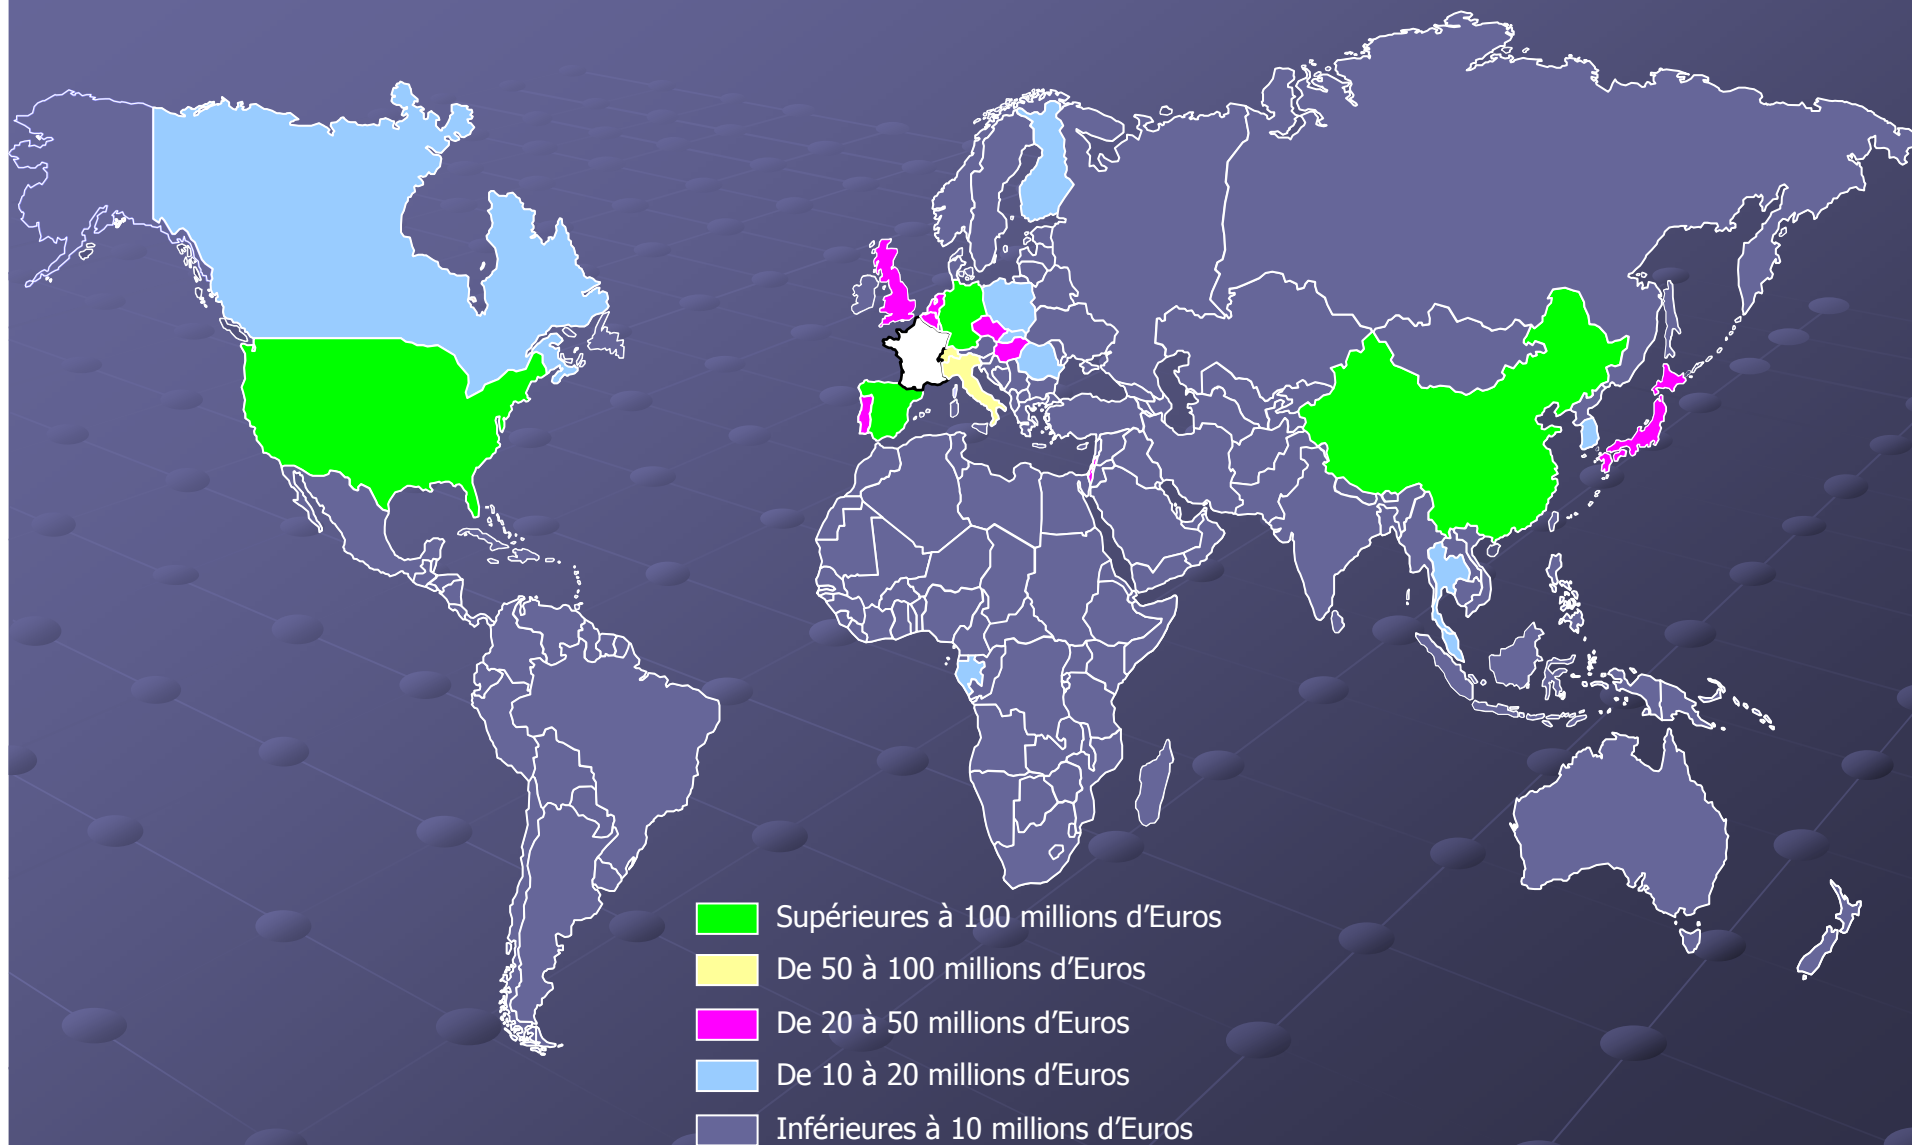 Supérieures à 100 millions d’Euros
De 50 à 100 millions d’Euros
De 20 à 50 millions d’Euros
De 10 à 20 millions d’Euros
Inférieures à 10 millions d’Euros